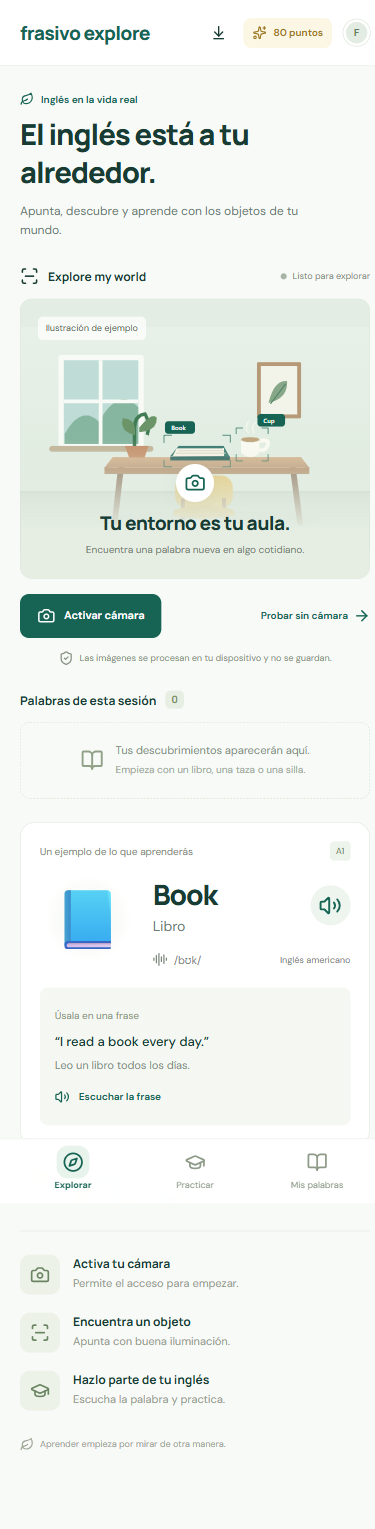 frasivo explore
80 puntos
F
Inglés en la vida real
El inglés está a tu
alrededor.
Apunta, descubre y aprende con los objetos de tu
mundo.
Explore my world
Listo para explorar
Ilustración de ejemplo
Book
Cup
Tu entorno es tu aula.
Encuentra una palabra nueva en algo cotidiano.
Activar cámara
Probar sin cámara
Las imágenes se procesan en tu dispositivo y no se guardan.
Palabras de esta sesión
0
Tus descubrimientos aparecerán aquí.
Empieza con un libro, una taza o una silla.
Un ejemplo de lo que aprenderás
A1
Book
Libro
/bʊk/
Inglés americano
Úsala en una frase
“I read a book every day.”
Leo un libro todos los días.
Escuchar la frase
Explorar
Practicar
Mis palabras
Activa tu cámara
Permite el acceso para empezar.
Encuentra un objeto
Apunta con buena iluminación.
Hazlo parte de tu inglés
Escucha la palabra y practica.
Aprender empieza por mirar de otra manera.